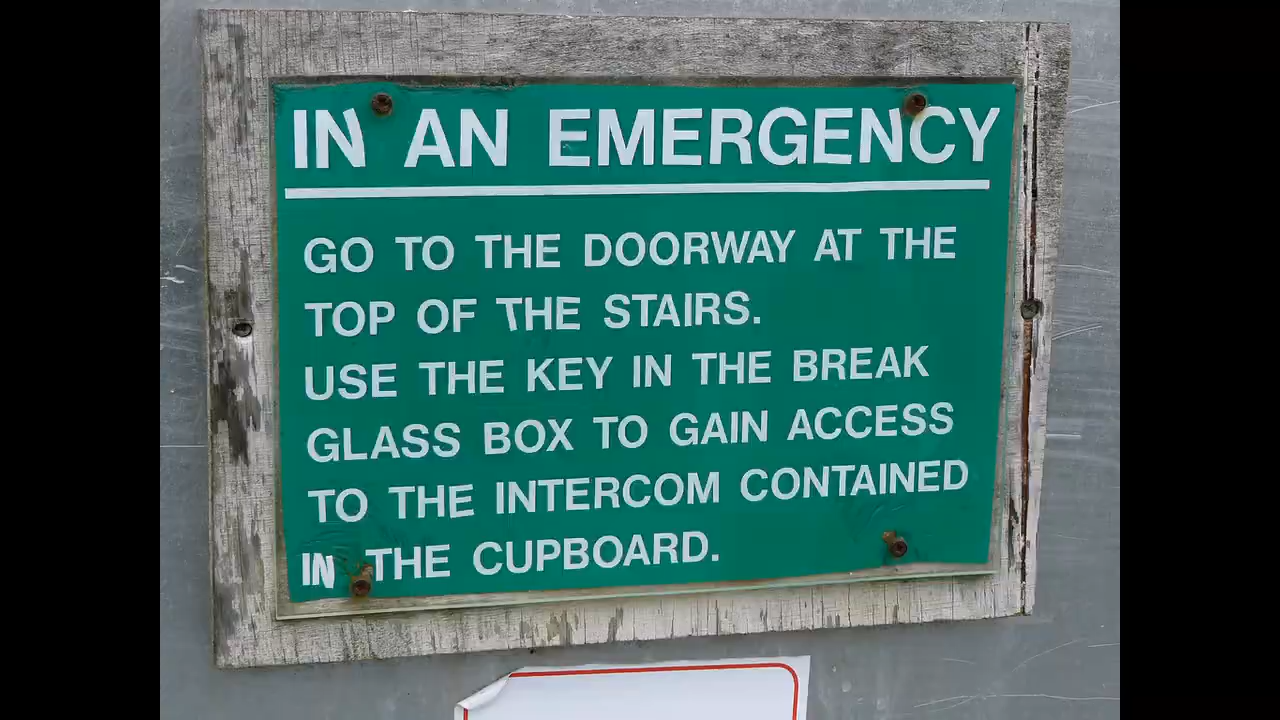 IN AN EMERGENCY
GO TO THE DOORWAY AT THE
TOP OF THE STAIRS.
USE THE KEY IN THE BREAK
GLASS BOX TO GAIN ACCESS
TO THE INTERCOM CONTAINED
IN THE CUPBOARD.